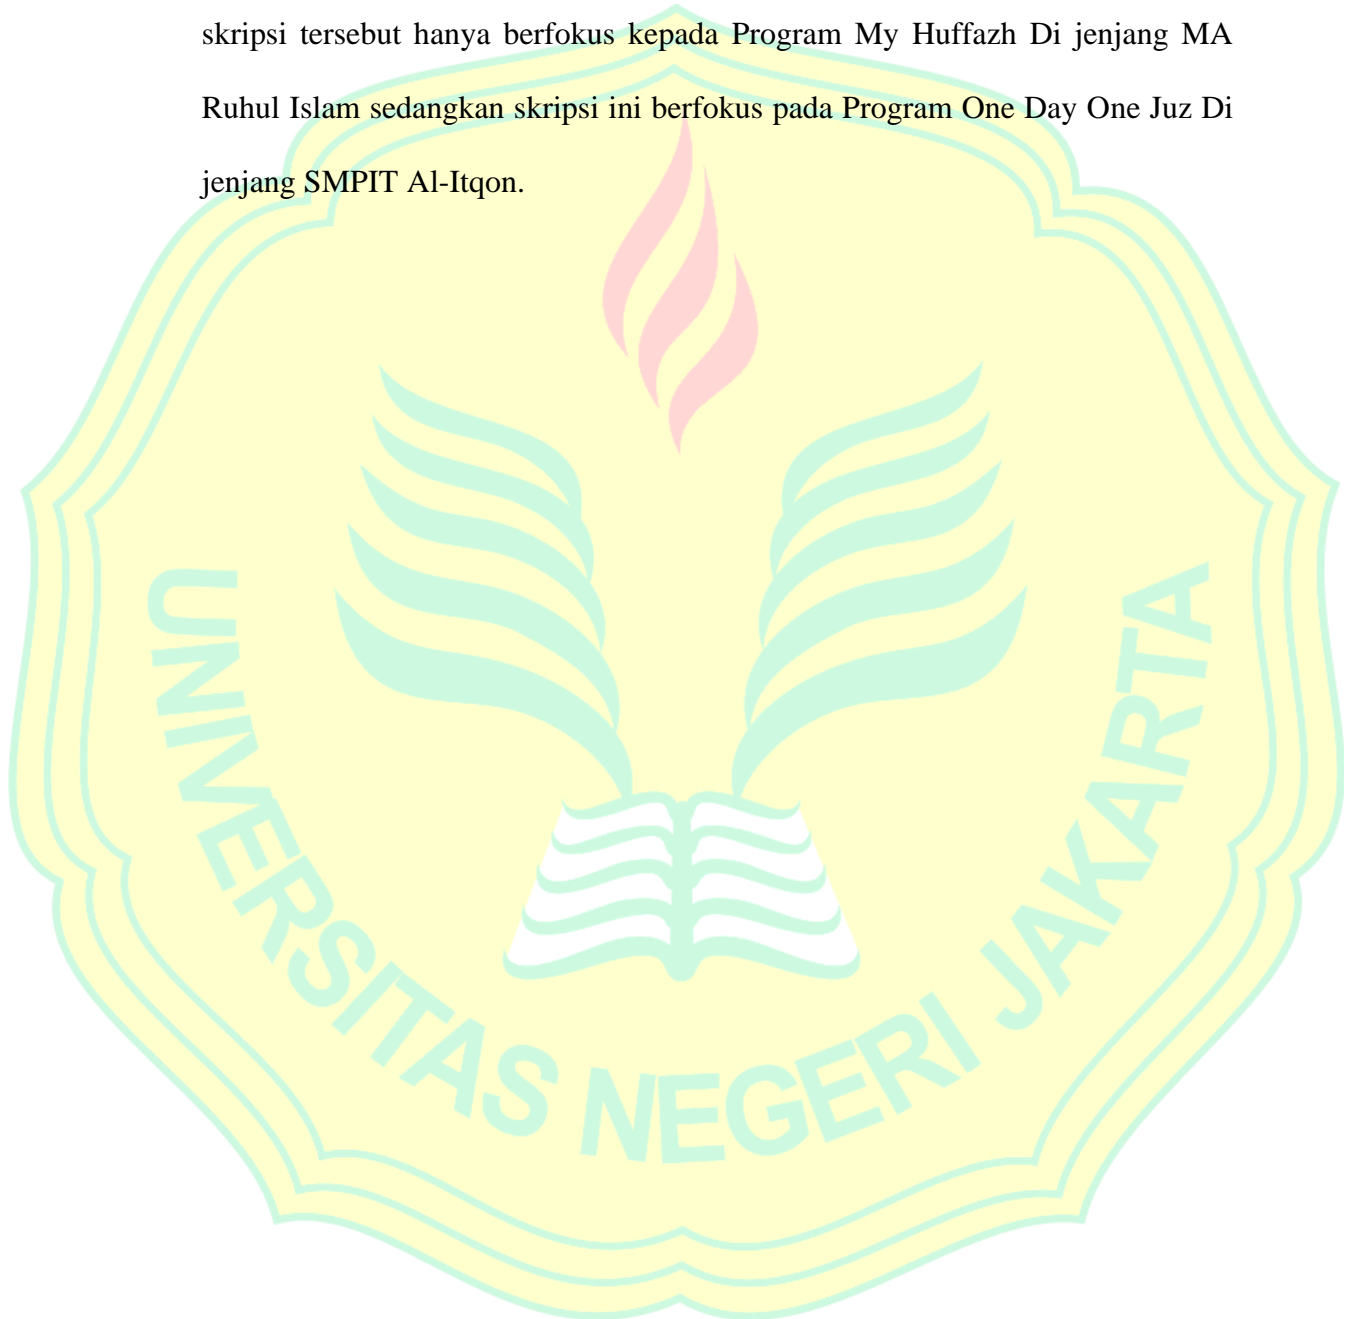 skripsi tersebut hanya berfokus kepada Program My Huffazh Di jenjang MA
Ruhul Islam sedangkan skripsi ini berfokus pada Program One Day One Juz Di
jenjang SMPIT Al-Itqon.
UNIVERSITAS NEGERI JAKARTA